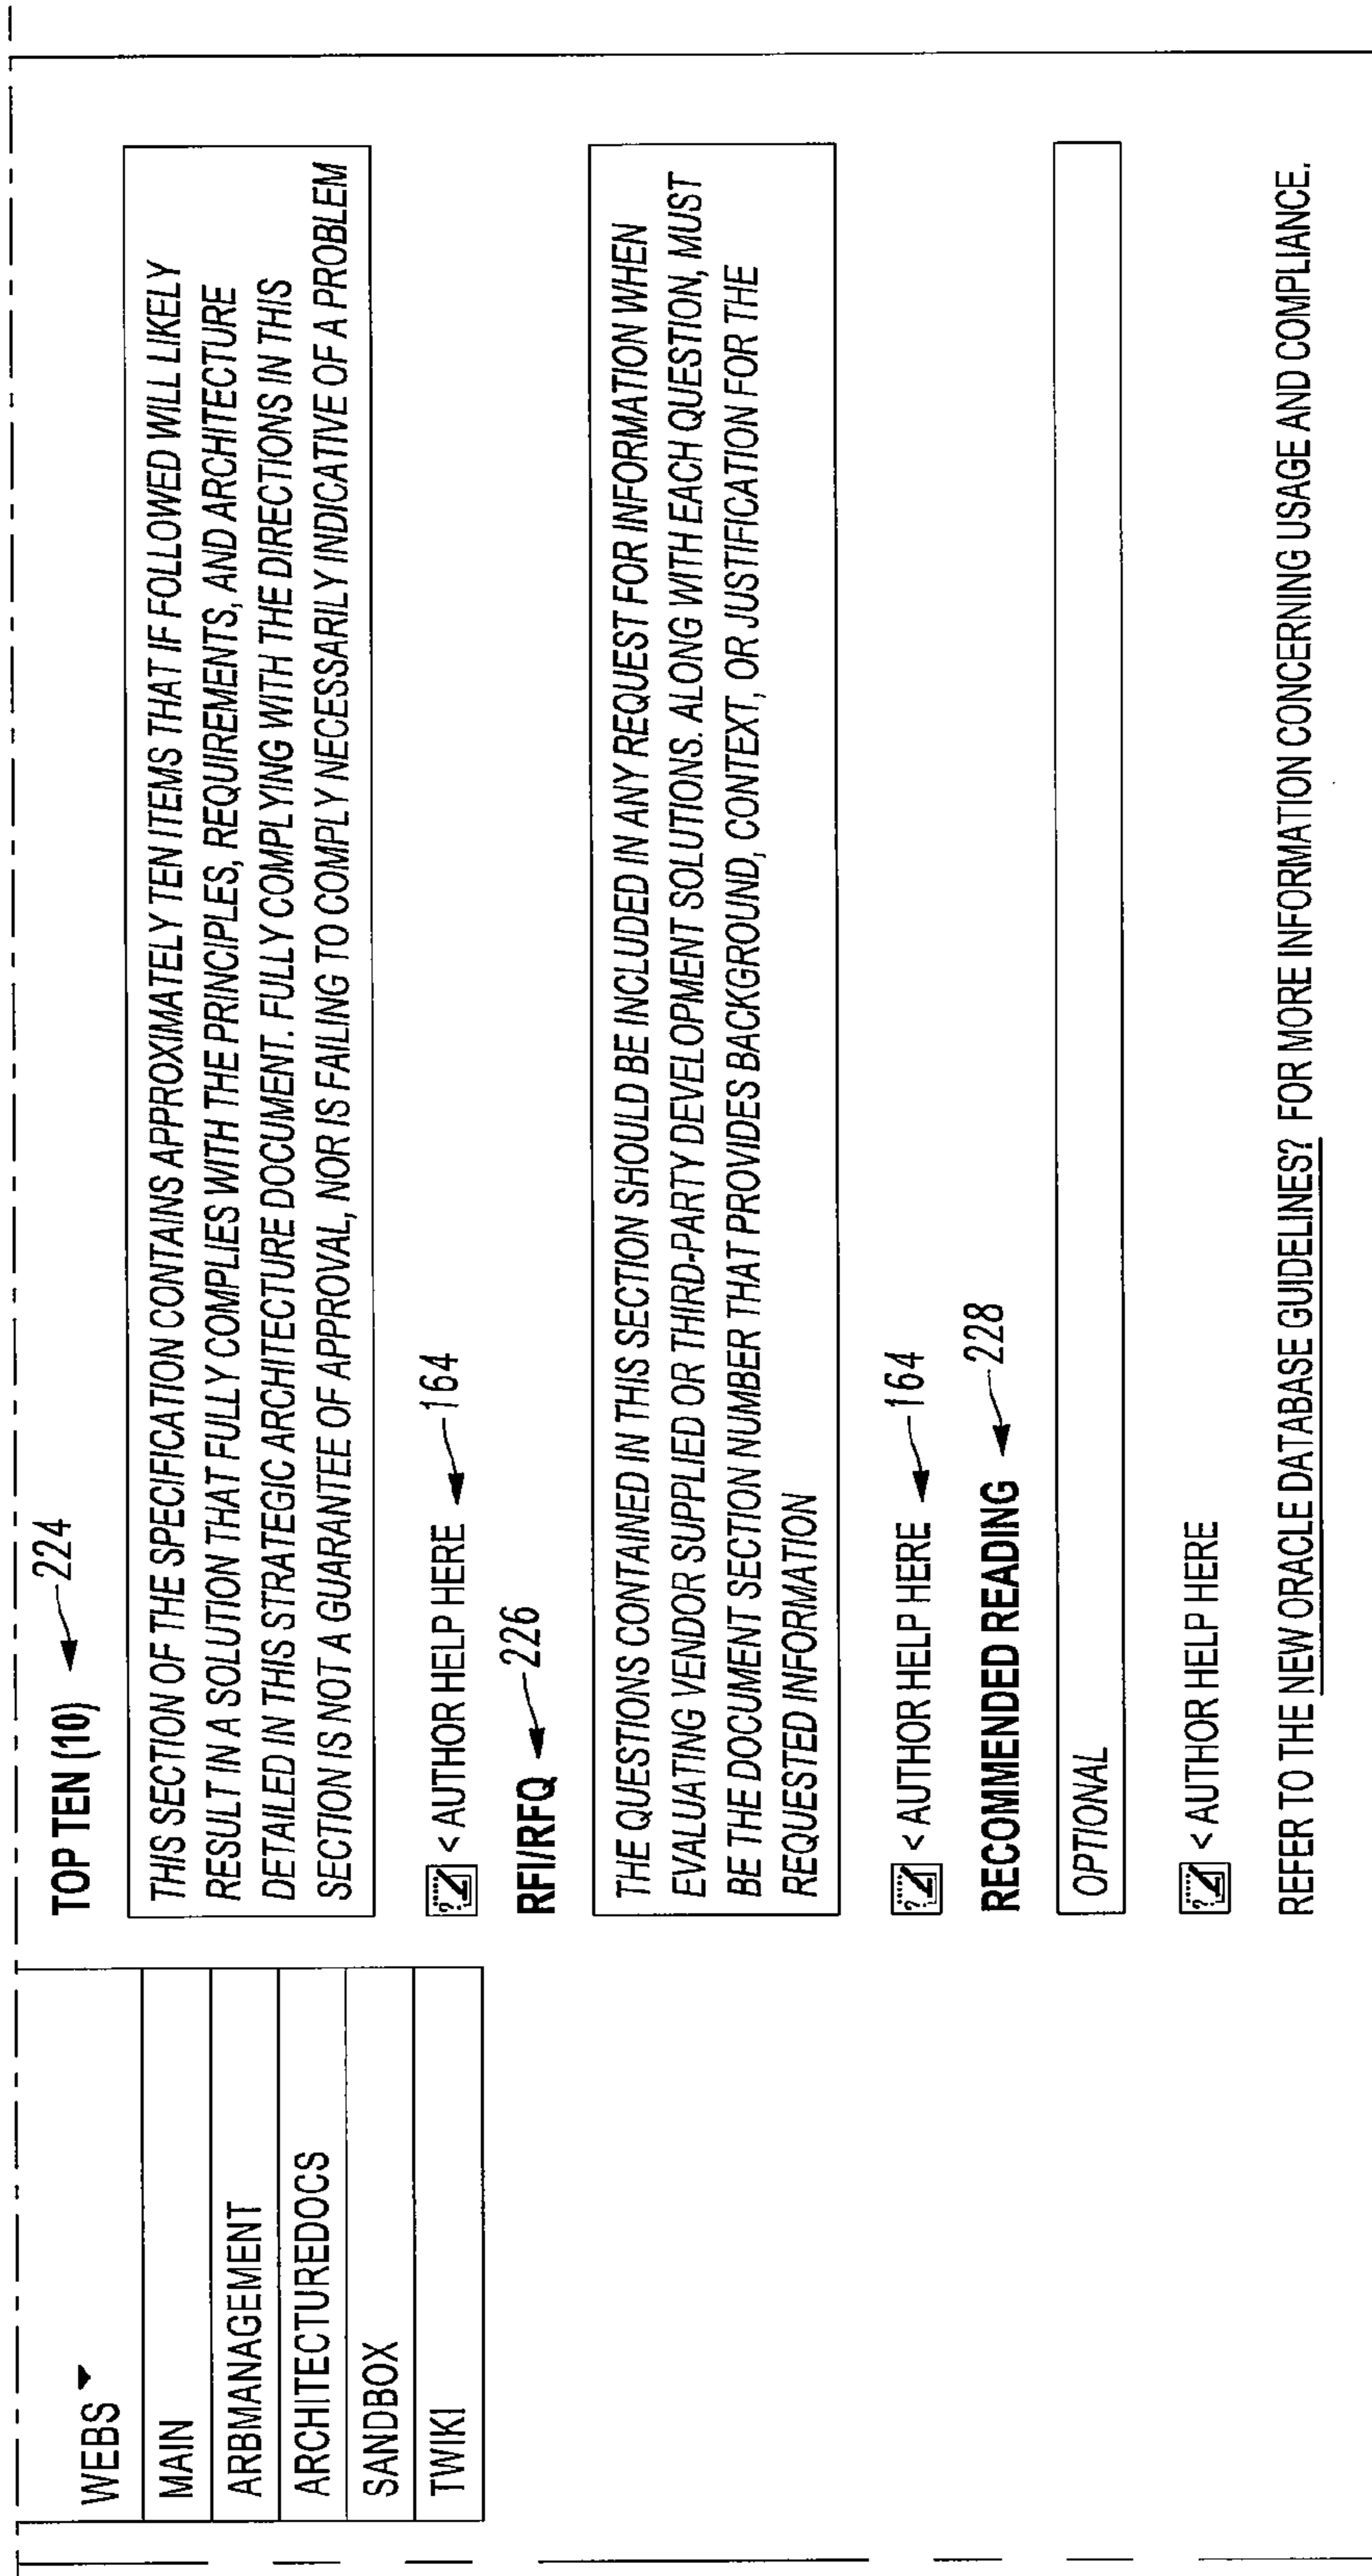 WEBS
MAIN
ARBMANAGEMENT
ARCHITECTUREDOCS
SANDBOX
TWIKI
TOP TEN (10) 224
THIS SECTION OF THE SPECIFICATION CONTAINS APPROXIMATELY TEN ITEMS THAT IF FOLLOWED WILL LIKELY
RESULT IN A SOLUTION THAT FULLY COMPLIES WITH THE PRINCIPLES, REQUIREMENTS, AND ARCHITECTURE
DETAILED IN THIS STRATEGIC ARCHITECTURE DOCUMENT. FULLY COMPLYING WITH THE DIRECTIONS IN THIS
SECTION IS NOT A GUARANTEE OF APPROVAL, NOR IS FAILING TO COMPLY NECESSARILY INDICATIVE OF A PROBLEM
? < AUTHOR HELP HERE 164
RFI/RFQ 226
THE QUESTIONS CONTAINED IN THIS SECTION SHOULD BE INCLUDED IN ANY REQUEST FOR INFORMATION WHEN
EVALUATING VENDOR SUPPLIED OR THIRD-PARTY DEVELOPMENT SOLUTIONS. ALONG WITH EACH QUESTION, MUST
BE THE DOCUMENT SECTION NUMBER THAT PROVIDES BACKGROUND, CONTEXT, OR JUSTIFICATION FOR THE
REQUESTED INFORMATION
? < AUTHOR HELP HERE 164
RECOMMENDED READING 228
OPTIONAL
? < AUTHOR HELP HERE
REFER TO THE NEW ORACLE DATABASE GUIDELINES? FOR MORE INFORMATION CONCERNING USAGE AND COMPLIANCE.